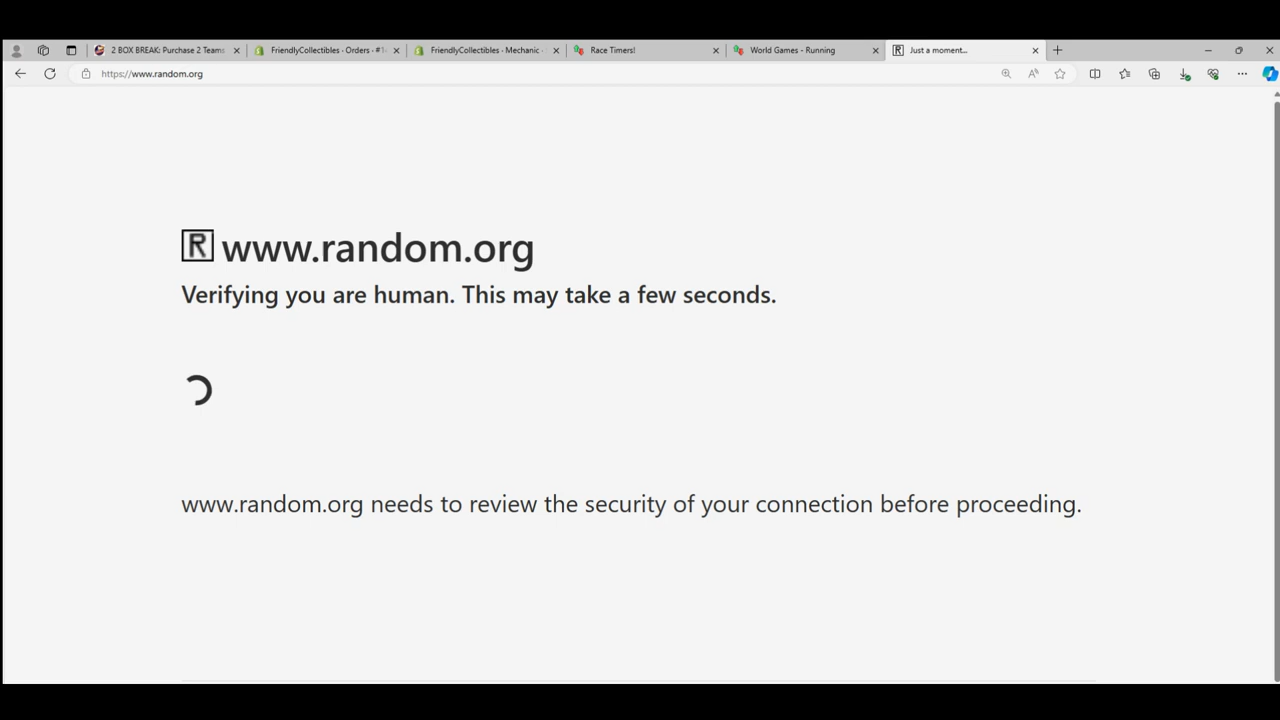 2 BOX BREAK: Purchase 2 Teams
FriendlyCollectibles · Orders · #1
FriendlyCollectibles · Mechanic ·
Race Timers!
World Games - Running
Just a moment...
https://www.random.org
R www.random.org
Verifying you are human. This may take a few seconds.
www.random.org needs to review the security of your connection before proceeding.